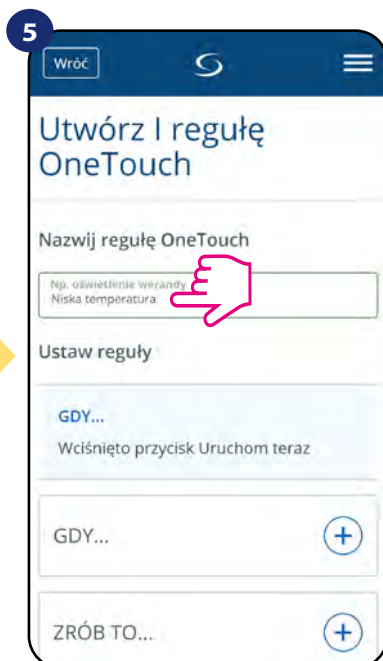 5
Wróć
Utwórz I regułę
OneTouch
Nazwij regułę OneTouch
Np. oświetlenie werandy
Niska temperatura
Ustaw reguły
GDY...
Wciśnięto przycisk Uruchom teraz
GDY...
ZRÓB TO...